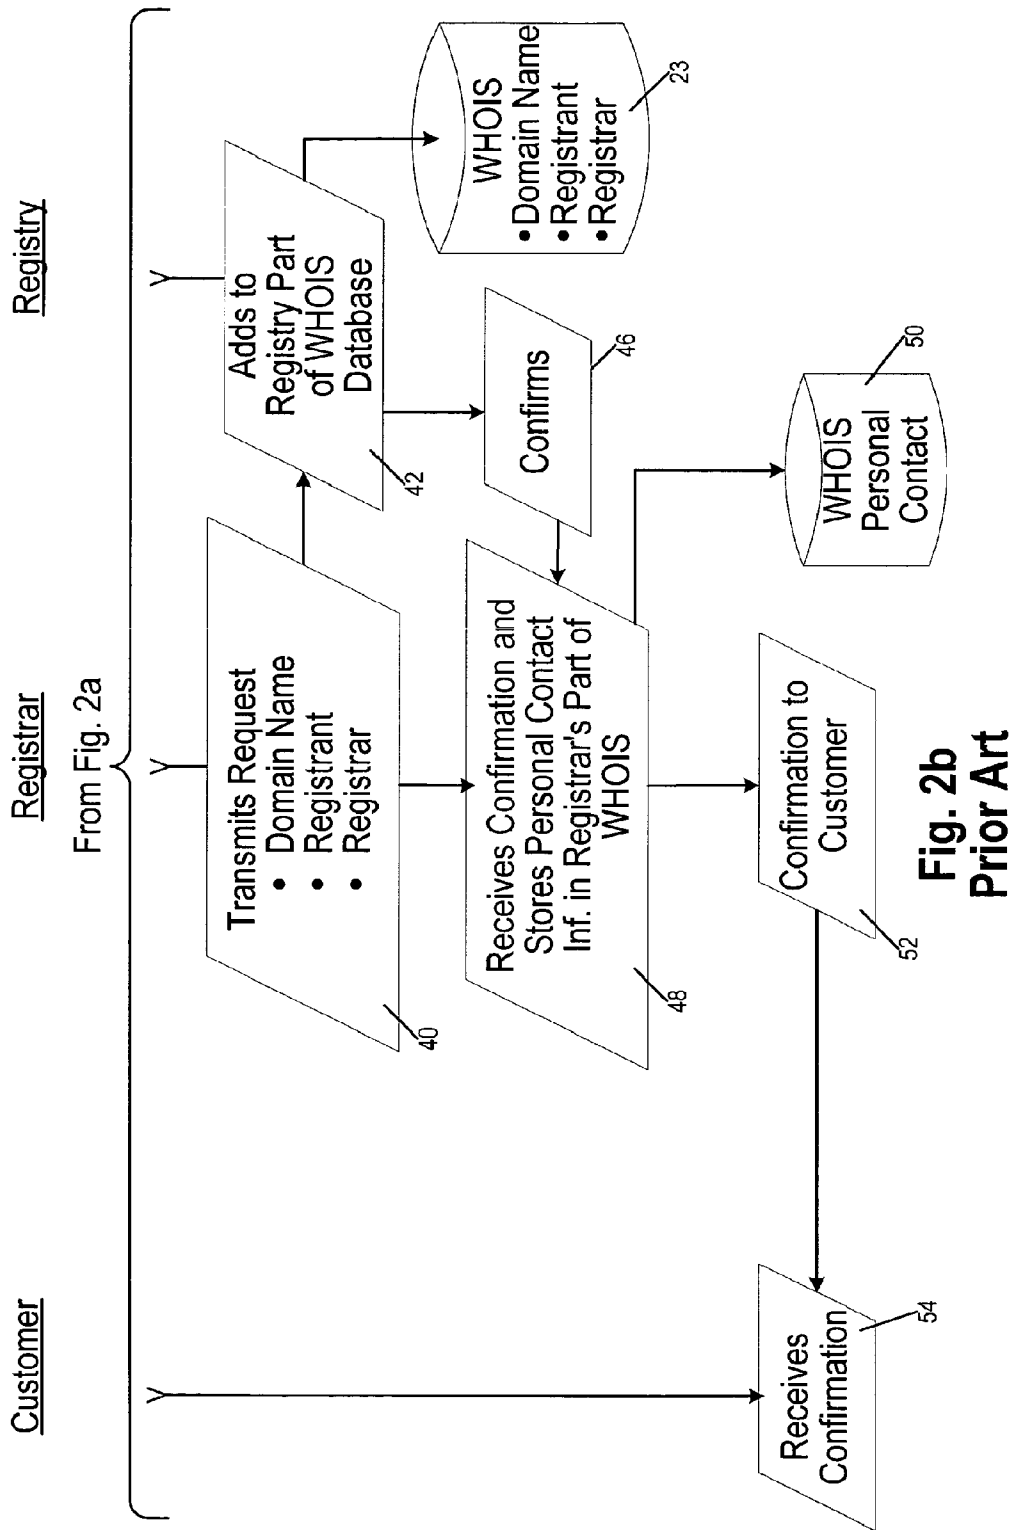 Customer
Registrar
Registry
From Fig. 2a
Transmits Request
• Domain Name
• Registrant
• Registrar
40
Adds to
Registry Part
of WHOIS
Database
42
WHOIS
• Domain Name
• Registrant
• Registrar
23
Confirms
46
Receives Confirmation and
Stores Personal Contact
Inf. in Registrar's Part of
WHOIS
48
WHOIS
Personal
Contact
50
Confirmation to
Customer
52
Receives
Confirmation
54
Fig. 2b
Prior Art